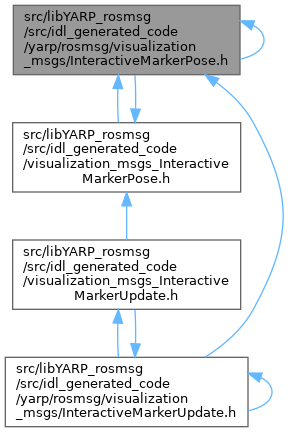 src/libYARP_rosmsg
/src/idl_generated_code
/yarp/rosmsg/visualization
_msgs/InteractiveMarkerPose.h
src/libYARP_rosmsg
/src/idl_generated_code
/visualization_msgs_Interactive
MarkerPose.h
src/libYARP_rosmsg
/src/idl_generated_code
/visualization_msgs_Interactive
MarkerUpdate.h
src/libYARP_rosmsg
/src/idl_generated_code
/yarp/rosmsg/visualization
_msgs/InteractiveMarkerUpdate.h